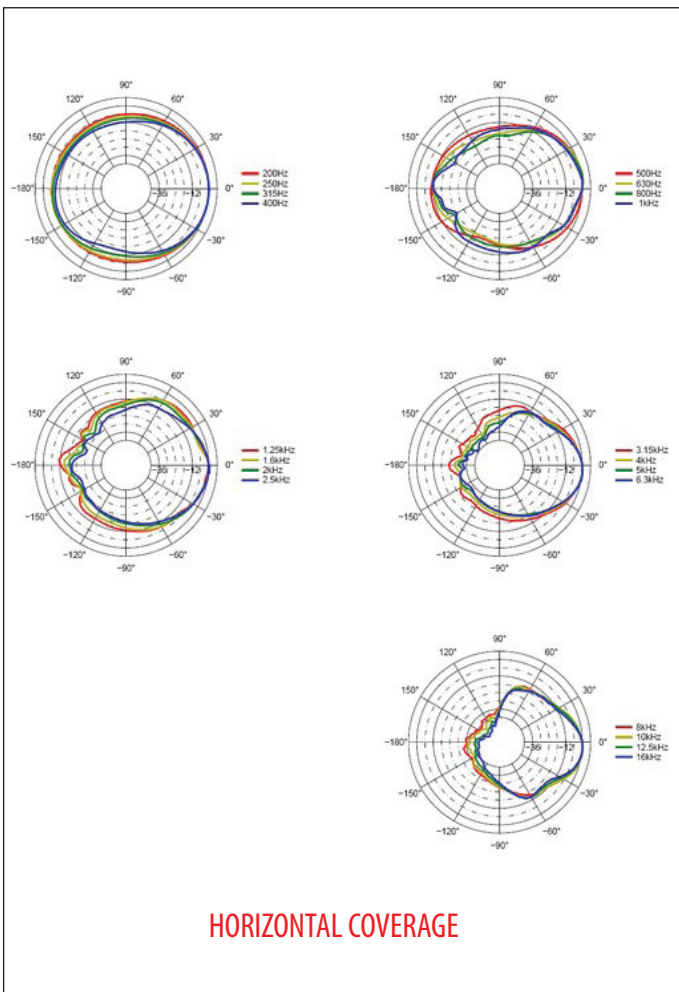 90°
120° 60°
150° 30°
200Hz
250Hz
−180° −36 −12 0° 315Hz
400Hz
−150° −30°
−120° −60°
−90°
90°
120° 60°
150° 30°
500Hz
630Hz
−180° −36 −12 0° 800Hz
1kHz
−150° −30°
−120° −60°
−90°
90°
120° 60°
150° 30°
1.25kHz
1.6kHz
−180° −36 −12 0° 2kHz
2.5kHz
−150° −30°
−120° −60°
−90°
90°
120° 60°
150° 30°
3.15kHz
4kHz
−180° −36 −12 0° 5kHz
6.3kHz
−150° −30°
−120° −60°
−90°
90°
120° 60°
150° 30°
8kHz
10kHz
−180° −36 −12 0° 12.5kHz
16kHz
−150° −30°
−120° −60°
−90°
HORIZONTAL COVERAGE